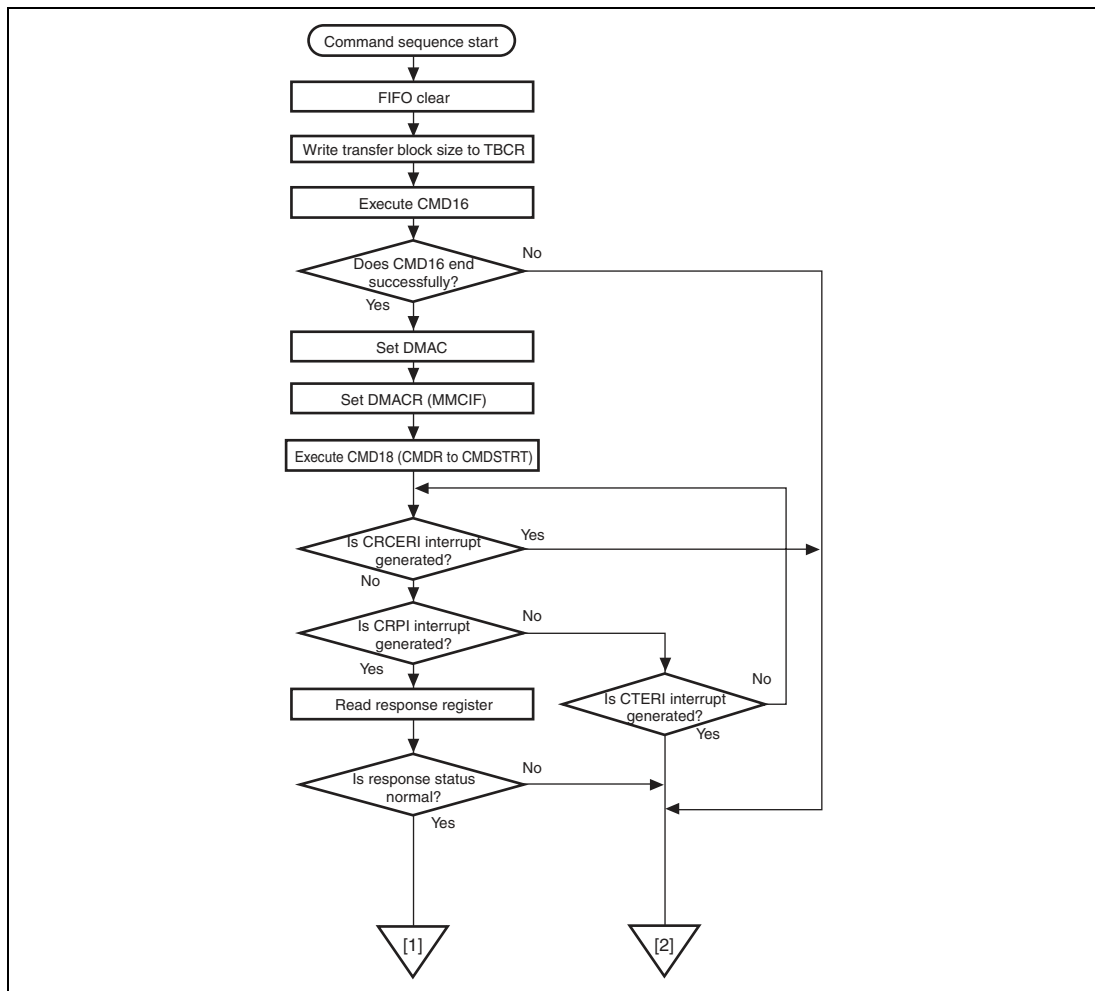 Command sequence start
FIFO clear
Write transfer block size to TBCR
Execute CMD16
Does CMD16 end
successfully?
No
Yes
Set DMAC
Set DMACR (MMCIF)
Execute CMD18 (CMDR to CMDSTRT)
Is CRCERI interrupt
generated?
Yes
No
Is CRPI interrupt
generated?
No
Yes
Is CTERI interrupt
generated?
No
Yes
Read response register
Is response status
normal?
No
Yes
[1]
[2]